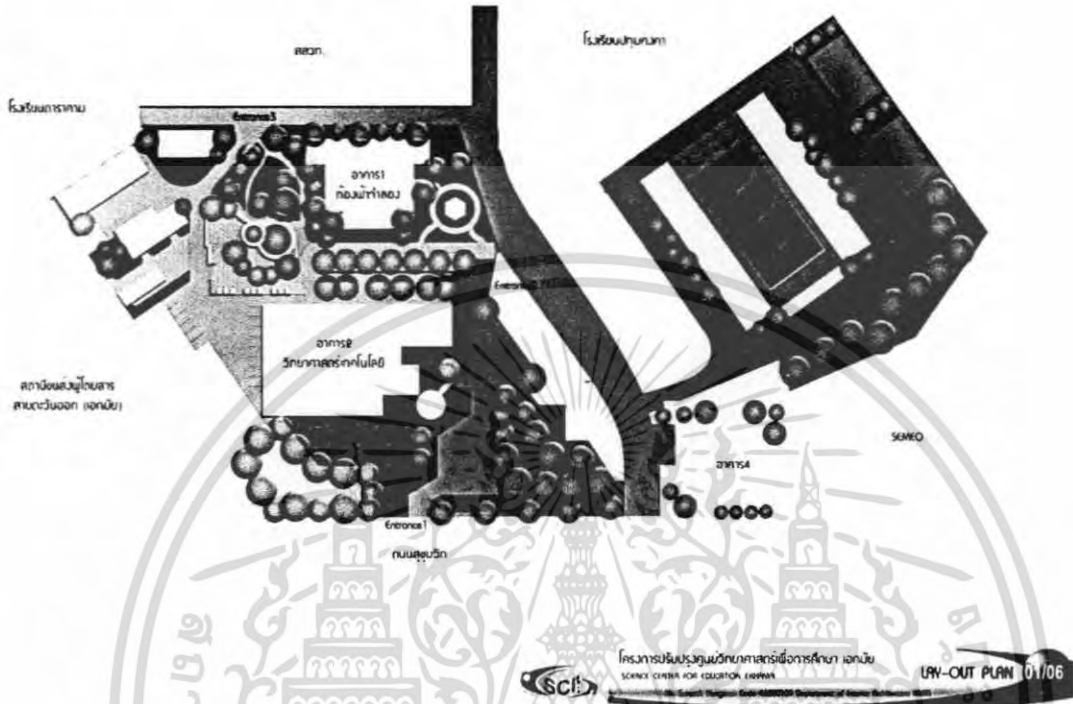 สสวท.
โรงเรียนปทุมคงคา
โรงเรียนดาราคาม
Entrance3
อาคาร1
ท้องฟ้าจำลอง
Entrance2
อาคาร2
วิทยาศาสตร์เทคโนโลยี
สถานีขนส่งผู้โดยสาร
สายตะวันออก (เอกมัย)
SEMEO
อาคาร4
Entrance1
ถนนสุขุมวิท
โครงการปรับปรุงศูนย์วิทยาศาสตร์เพื่อการศึกษา เอกมัย
SCIENCE CENTER FOR EDUCATION EKKAMAI
SCI
LAY-OUT PLAN 01/06